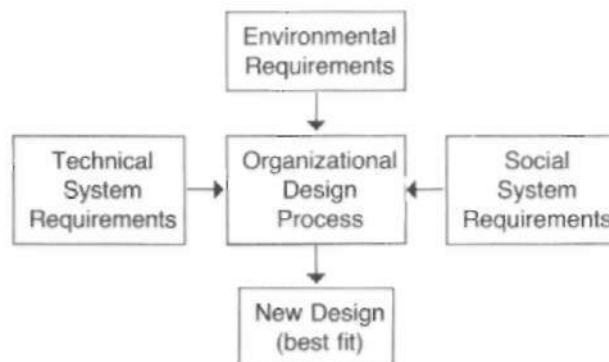 Environmental
Requirements
Technical
System
Requirements
Organizational
Design
Process
Social
System
Requirements
New Design
(best fit)